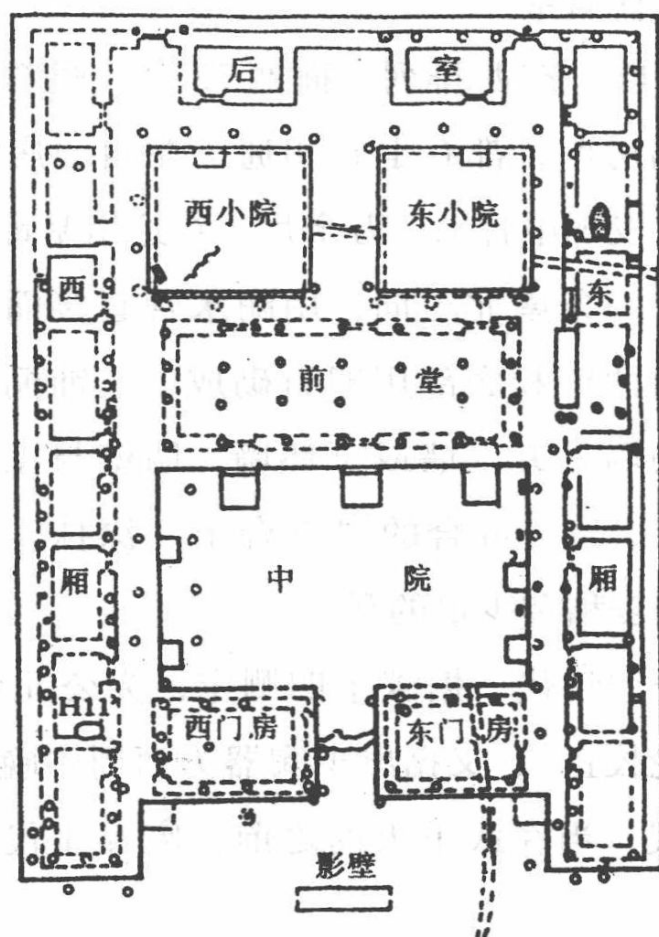 后 室
西小院 东小院
西 东
前 堂
中 院
厢 厢
H11
西门房 东门房
影壁